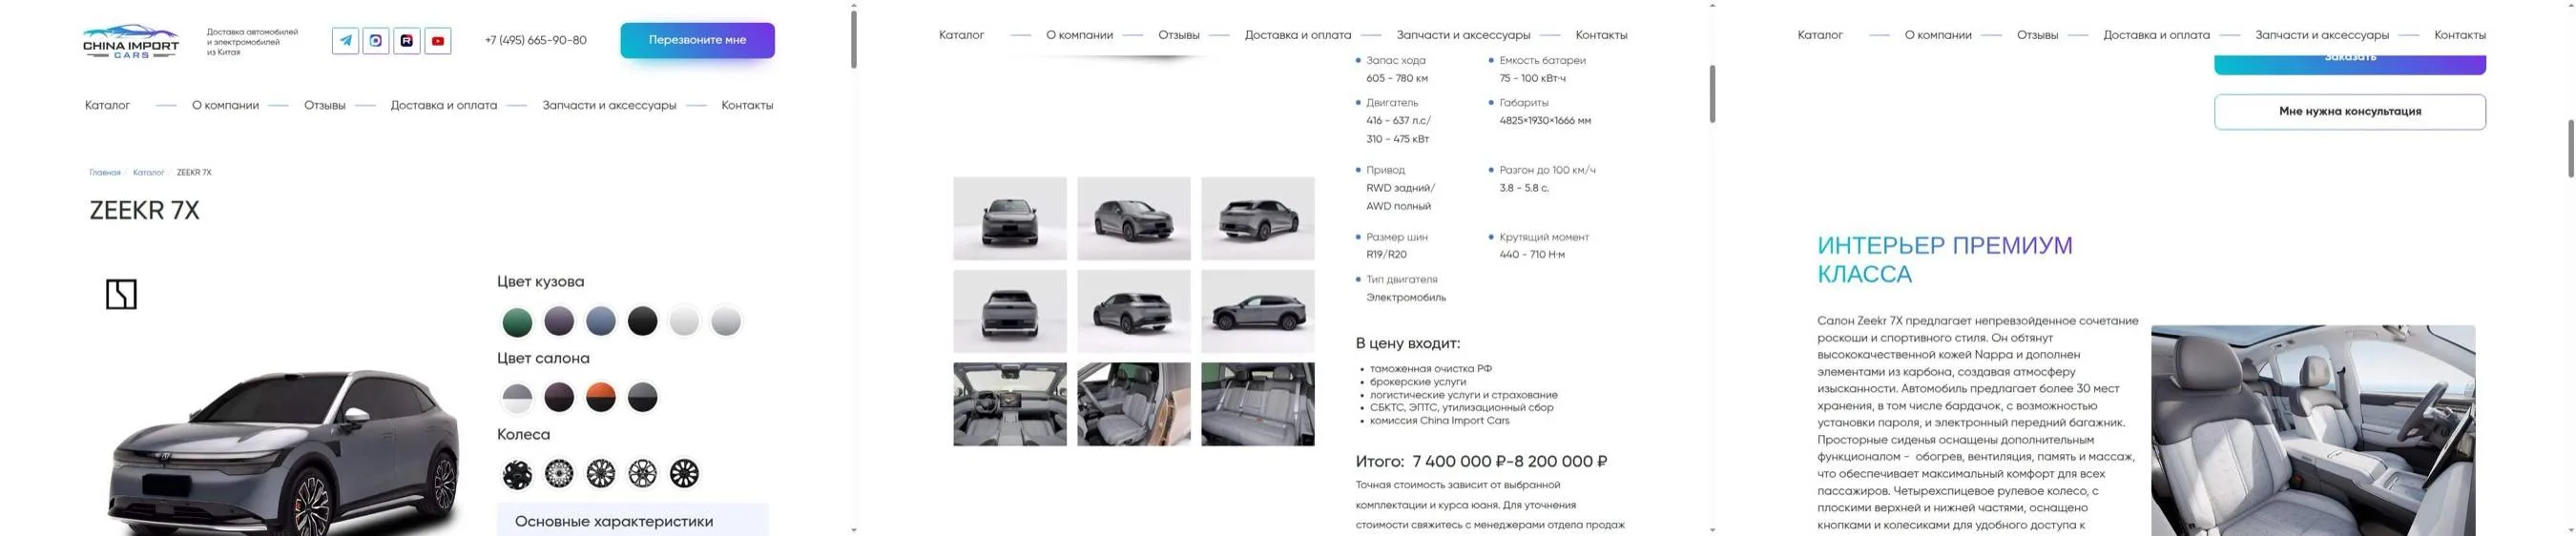 CHINA IMPORT
CARS
Доставка автомобилей
и электромобилей
из Китая
+7 (495) 665-90-80
Перезвоните мне
Каталог
О компании
Отзывы
Доставка и оплата
Запчасти и аксессуары
Контакты
Главная / Каталог / ZEEKR 7X
ZEEKR 7X
Цвет кузова
Цвет салона
Колеса
Основные характеристики
Каталог
О компании
Отзывы
Доставка и оплата
Запчасти и аксессуары
Контакты
Запас хода
605 - 780 км
Емкость батареи
75 - 100 кВт·ч
Двигатель
416 - 637 л.с/
310 - 475 кВт
Габариты
4825×1930×1666 мм
Привод
RWD задний/
AWD полный
Разгон до 100 км/ч
3.8 - 5.8 с.
Размер шин
R19/R20
Крутящий момент
440 - 710 Н·м
Тип двигателя
Электромобиль
В цену входит:
• таможенная очистка РФ
• брокерские услуги
• логистические услуги и страхование
• СБКТС, ЭПТС, утилизационный сбор
• комиссия China Import Cars
Итого: 7 400 000 ₽-8 200 000 ₽
Точная стоимость зависит от выбранной
комплектации и курса юаня. Для уточнения
стоимости свяжитесь с менеджерами отдела продаж
Каталог
О компании
Отзывы
Доставка и оплата
Запчасти и аксессуары
Контакты
Заказать
Мне нужна консультация
ИНТЕРЬЕР ПРЕМИУМ
КЛАССА
Салон Zeekr 7X предлагает непревзойденное сочетание
роскоши и спортивного стиля. Он обтянут
высококачественной кожей Nappa и дополнен
элементами из карбона, создавая атмосферу
изысканности. Автомобиль предлагает более 30 мест
хранения, в том числе бардачок, с возможностью
установки пароля, и электронный передний багажник.
Просторные сиденья оснащены дополнительным
функционалом - обогрев, вентиляция, память и массаж,
что обеспечивает максимальный комфорт для всех
пассажиров. Четырехспицевое рулевое колесо, с
плоскими верхней и нижней частями, оснащено
кнопками и колесиками для удобного доступа к